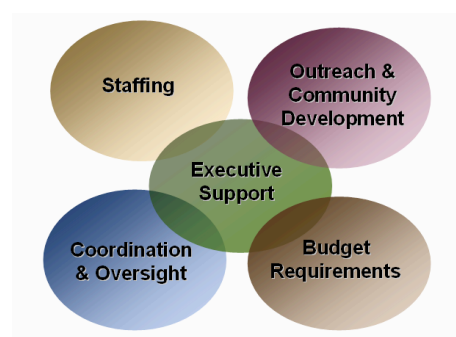 Staffing
Outreach &
Community
Development
Executive
Support
Coordination
& Oversight
Budget
Requirements